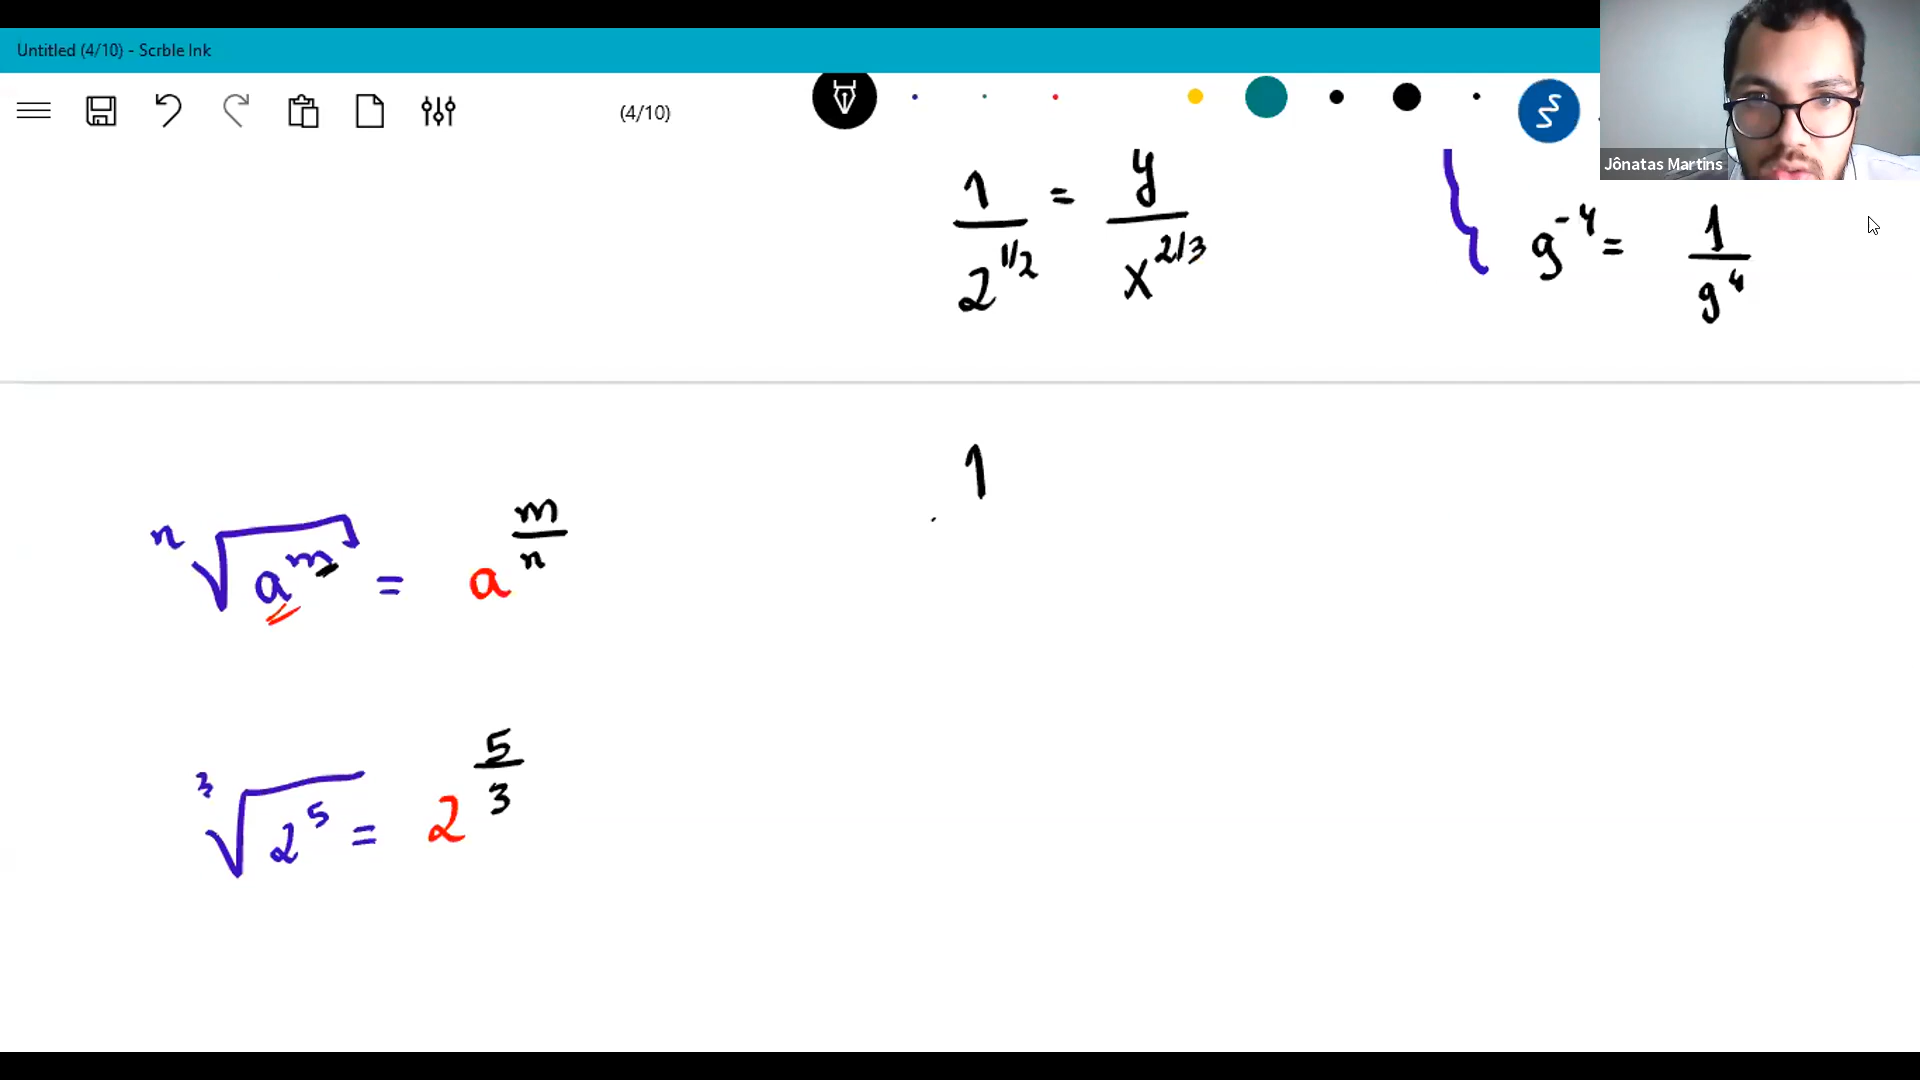 Untitled (4/10) - Scrble Ink
(4/10)
Jônatas Martins
1/2^{1/2} = y/x^{2/3}
g^{-4} = 1/g^4
1
ⁿ√(a^m) = a^{m/n}
³√(2^5) = 2^{5/3}